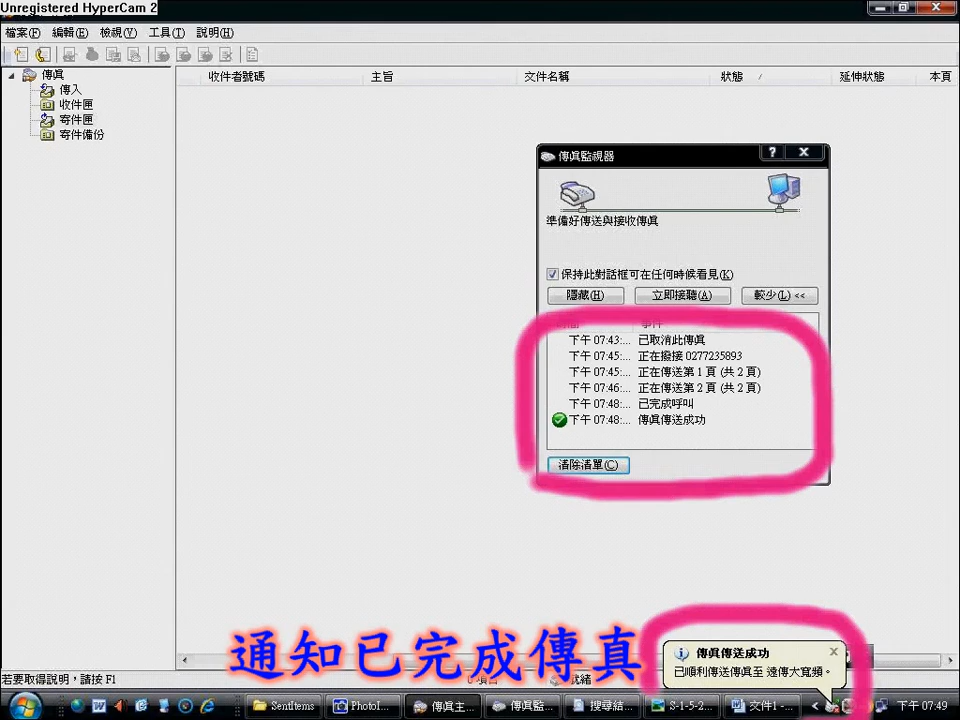 Unregistered HyperCam 2
檔案(F) 編輯(E) 檢視(V) 工具(T) 說明(H)
傳真
傳入
收件匣
寄件匣
寄件備份
收件者號碼 主旨 文件名稱 狀態 延伸狀態 本頁
傳真監視器
準備好傳送與接收傳真
保持此對話框可在任何時候看見(K)
隱藏(H) 立即接聽(A) 較少(L) <<
事件
下午 07:43:... 已取消此傳真
下午 07:45:... 正在撥接 0277235893
下午 07:45:... 正在傳送第 1 頁 (共 2 頁)
下午 07:46:... 正在傳送第 2 頁 (共 2 頁)
下午 07:48:... 已完成呼叫
下午 07:48:... 傳真傳送成功
清除清單(C)
通知已完成傳真
傳真傳送成功
已順利傳送傳真至 遠傳大寬頻。
若要取得說明，請按 F1
0 項目
SentItems PhotoI... 傳真主... 傳真監... 搜尋結... S-1-5-2... 文件1 -... 下午 07:49